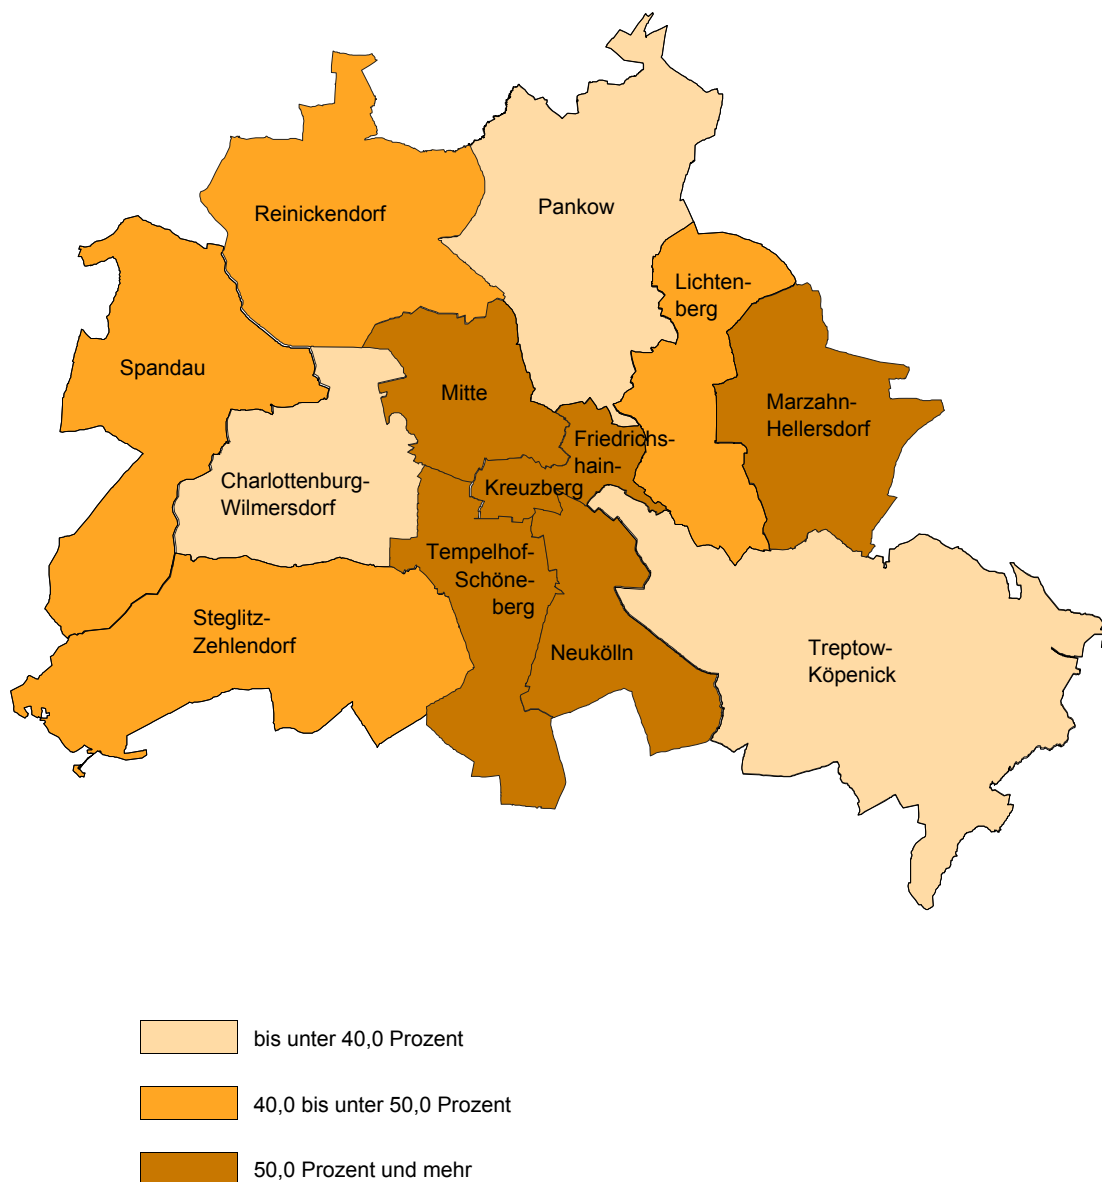 Pankow
Reinickendorf
Lichten-
berg
Spandau
Mitte
Marzahn-
Hellersdorf
Friedrichs-
hain-
Kreuzberg
Charlottenburg-
Wilmersdorf
Tempelhof-
Schöne-
berg
Steglitz-
Zehlendorf
Neukölln
Treptow-
Köpenick
bis unter 40,0 Prozent
40,0 bis unter 50,0 Prozent
50,0 Prozent und mehr